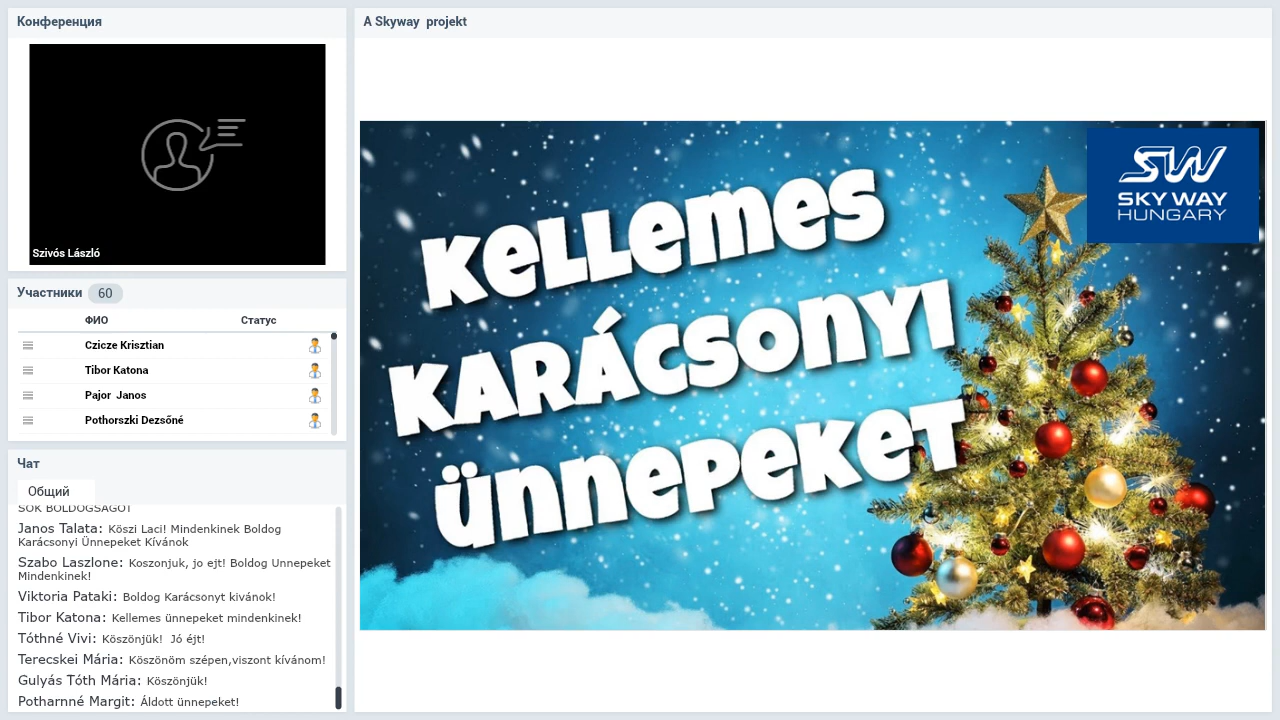 Конференция
Szivós László
Участники 60
ФИО Статус
Czicze Krisztian
Tibor Katona
Pajor Janos
Pothorszki Dezsőné
Чат
Общий
SOK BOLDOGSÁGOT
Janos Talata: Köszi Laci! Mindenkinek Boldog
Karácsonyi Ünnepeket Kívánok
Szabo Laszlone: Koszonjuk, jo ejt! Boldog Unnepeket
Mindenkinek!
Viktoria Pataki: Boldog Karácsonyt kivánok!
Tibor Katona: Kellemes ünnepeket mindenkinek!
Tóthné Vivi: Köszönjük! Jó éjt!
Terecskei Mária: Köszönöm szépen,viszont kívánom!
Gulyás Tóth Mária: Köszönjük!
Potharnné Margit: Áldott ünnepeket!
A Skyway projekt
KELLEMES
KARÁCSONYI
ÜNNEPEKET
SW
SKY WAY
HUNGARY